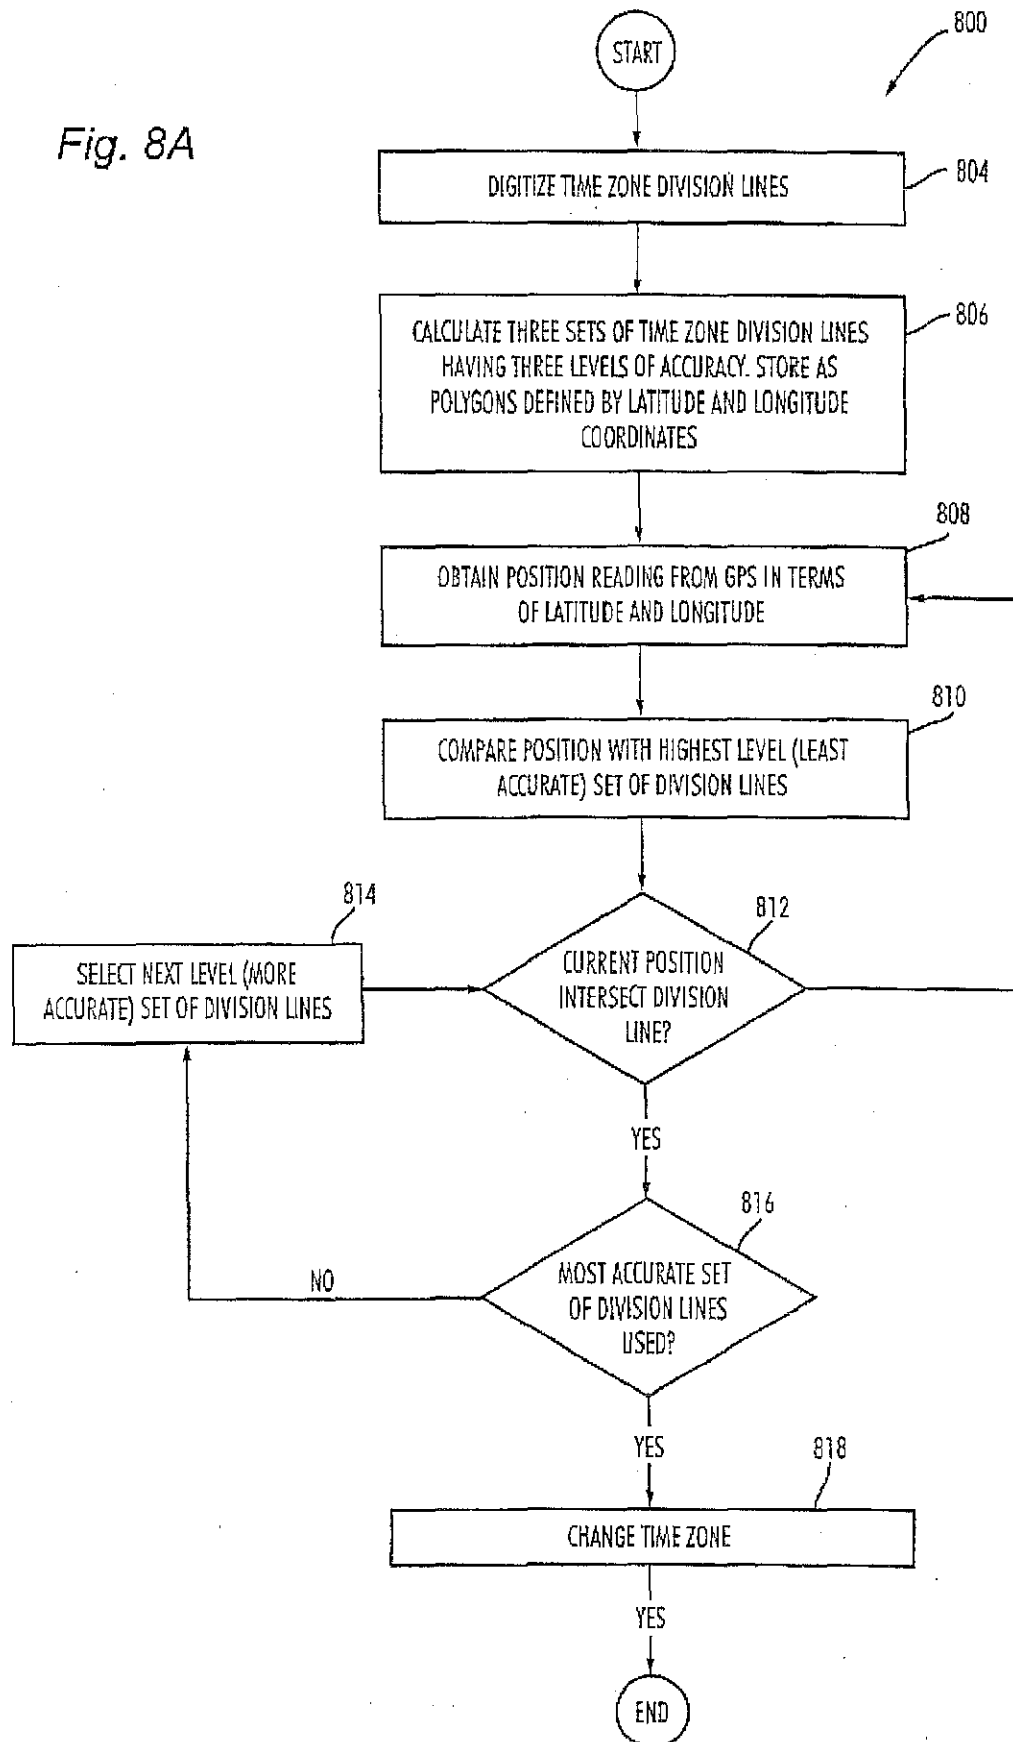 800
START
Fig. 8A
DIGITIZE TIME ZONE DIVISION LINES
804
CALCULATE THREE SETS OF TIME ZONE DIVISION LINES
HAVING THREE LEVELS OF ACCURACY. STORE AS
POLYGONS DEFINED BY LATITUDE AND LONGITUDE
COORDINATES
806
808
OBTAIN POSITION READING FROM GPS IN TERMS
OF LATITUDE AND LONGITUDE
810
COMPARE POSITION WITH HIGHEST LEVEL (LEAST
ACCURATE) SET OF DIVISION LINES
814
SELECT NEXT LEVEL (MORE
ACCURATE) SET OF DIVISION LINES
812
CURRENT POSITION
INTERSECT DIVISION
LINE?
YES
816
MOST ACCURATE SET
OF DIVISION LINES
USED?
NO
YES
818
CHANGE TIME ZONE
YES
END